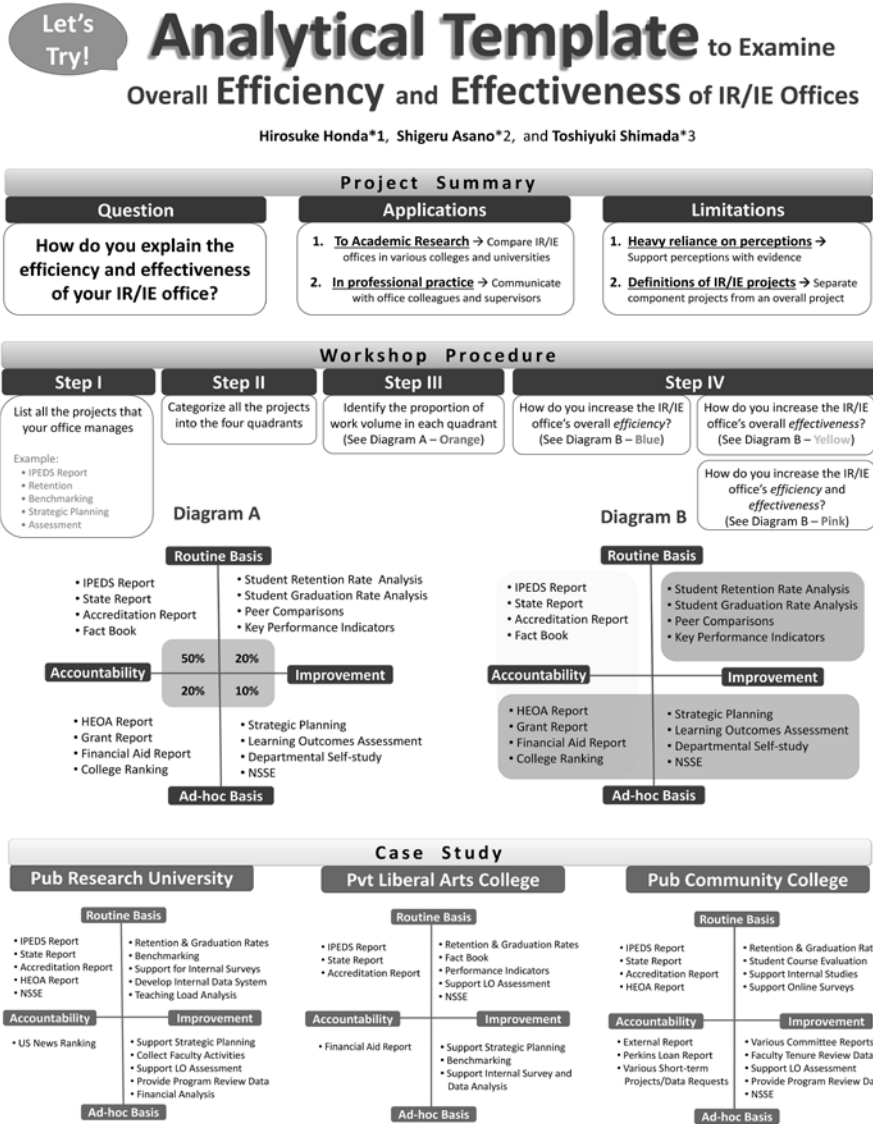 Let's
Try!
Analytical Template to Examine
Overall Efficiency and Effectiveness of IR/IE Offices
Hirosuke Honda*1, Shigeru Asano*2, and Toshiyuki Shimada*3
Project Summary
Question
How do you explain the
efficiency and effectiveness
of your IR/IE office?
Applications
1. To Academic Research → Compare IR/IE
offices in various colleges and universities
2. In professional practice → Communicate
with office colleagues and supervisors
Limitations
1. Heavy reliance on perceptions →
Support perceptions with evidence
2. Definitions of IR/IE projects → Separate
component projects from an overall project
Workshop Procedure
Step I
List all the projects that
your office manages
Example:
• IPEDS Report
• Retention
• Benchmarking
• Strategic Planning
• Assessment
Step II
Categorize all the projects
into the four quadrants
Step III
Identify the proportion of
work volume in each quadrant
(See Diagram A – Orange)
Step IV
How do you increase the IR/IE
office's overall efficiency?
(See Diagram B – Blue)
How do you increase the IR/IE
office's overall effectiveness?
(See Diagram B – Yellow)
How do you increase the IR/IE
office's efficiency and
effectiveness?
(See Diagram B – Pink)
Diagram A
Routine Basis
• IPEDS Report
• State Report
• Accreditation Report
• Fact Book
• Student Retention Rate Analysis
• Student Graduation Rate Analysis
• Peer Comparisons
• Key Performance Indicators
50% 20%
Accountability
Improvement
20% 10%
• HEOA Report
• Grant Report
• Financial Aid Report
• College Ranking
• Strategic Planning
• Learning Outcomes Assessment
• Departmental Self-study
• NSSE
Ad-hoc Basis
Diagram B
Routine Basis
• IPEDS Report
• State Report
• Accreditation Report
• Fact Book
• Student Retention Rate Analysis
• Student Graduation Rate Analysis
• Peer Comparisons
• Key Performance Indicators
Accountability
Improvement
• HEOA Report
• Grant Report
• Financial Aid Report
• College Ranking
• Strategic Planning
• Learning Outcomes Assessment
• Departmental Self-study
• NSSE
Ad-hoc Basis
Case Study
Pub Research University
Routine Basis
• IPEDS Report
• State Report
• Accreditation Report
• HEOA Report
• NSSE
• Retention & Graduation Rates
• Benchmarking
• Support for Internal Surveys
• Develop Internal Data System
• Teaching Load Analysis
Accountability
Improvement
• US News Ranking
• Support Strategic Planning
• Collect Faculty Activities
• Support LO Assessment
• Provide Program Review Data
• Financial Analysis
Ad-hoc Basis
Pvt Liberal Arts College
Routine Basis
• IPEDS Report
• State Report
• Accreditation Report
• Retention & Graduation Rates
• Fact Book
• Performance Indicators
• Support LO Assessment
• NSSE
Accountability
Improvement
• Financial Aid Report
• Support Strategic Planning
• Benchmarking
• Support Internal Survey and
Data Analysis
Ad-hoc Basis
Pub Community College
Routine Basis
• IPEDS Report
• State Report
• Accreditation Report
• HEOA Report
• Retention & Graduation Rat
• Student Course Evaluation
• Support Internal Studies
• Support Online Surveys
Accountability
Improvement
• External Report
• Perkins Loan Report
• Various Short-term
Projects/Data Requests
• Various Committee Reports
• Faculty Tenure Review Data
• Support LO Assessment
• Provide Program Review Da
• NSSE
Ad-hoc Basis